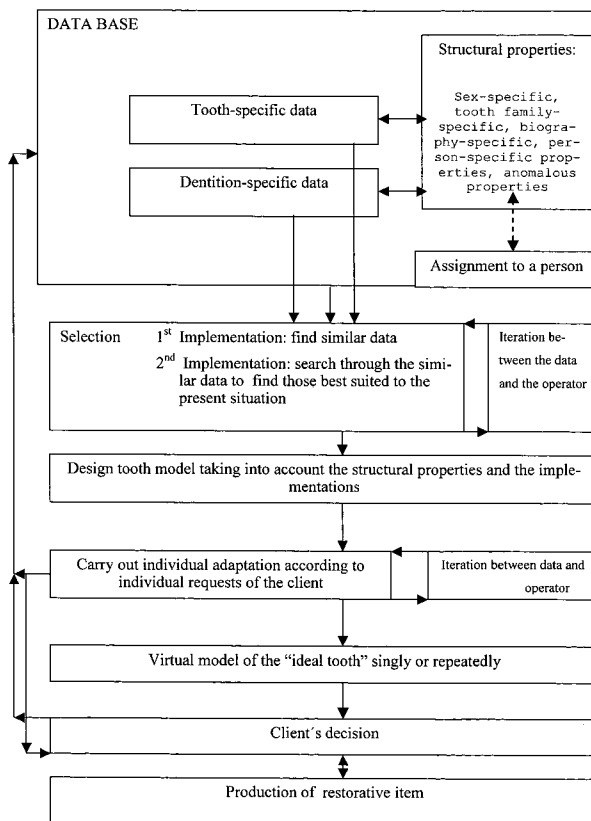 DATA BASE
Structural properties:
Sex-specific,
tooth family-
specific, biogra-
phy-specific, per-
son-specific prop-
erties, anomalous
properties
Tooth-specific data
Dentition-specific data
Assignment to a person
Selection 1st Implementation: find similar data
2nd Implementation: search through the simi-
lar data to find those best suited to the
present situation
Iteration be-
tween the data
and the operator
Design tooth model taking into account the structural properties and the imple-
mentations
Carry out individual adaptation according to
individual requests of the client
Iteration between data and
operator
Virtual model of the “ideal tooth” singly or repeatedly
Client´s decision
Production of restorative item